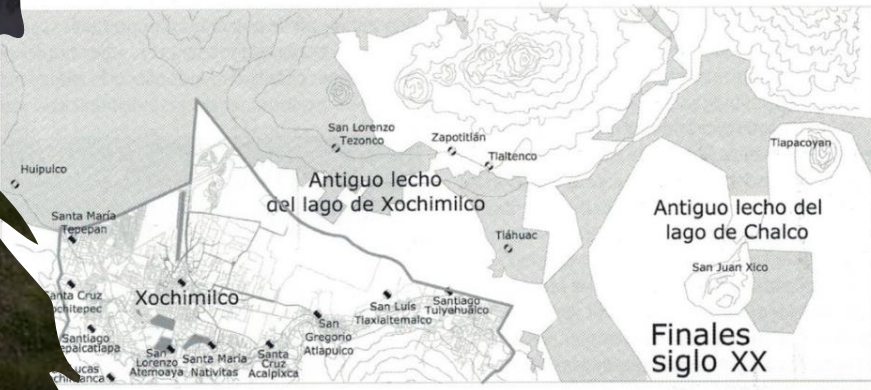 San Lorenzo
Tezonco
Zapotitlán
Tlaltenco
Tlapacoyan
Huipulco
Antiguo lecho
del lago de Xochimilco
Antiguo lecho del
lago de Chalco
Santa María
Tepepan
Tláhuac
San Juan Xico
Santa Cruz
Xochimilco
San Luis
Tlaxialtemalco
Santiago
Tulyehualco
San
Gregorio
Atlapulco
Finales
siglo XX
Santiago
San
Lorenzo
Atemoaya
Santa María
Nativitas
Santa
Cruz
Acalpixca